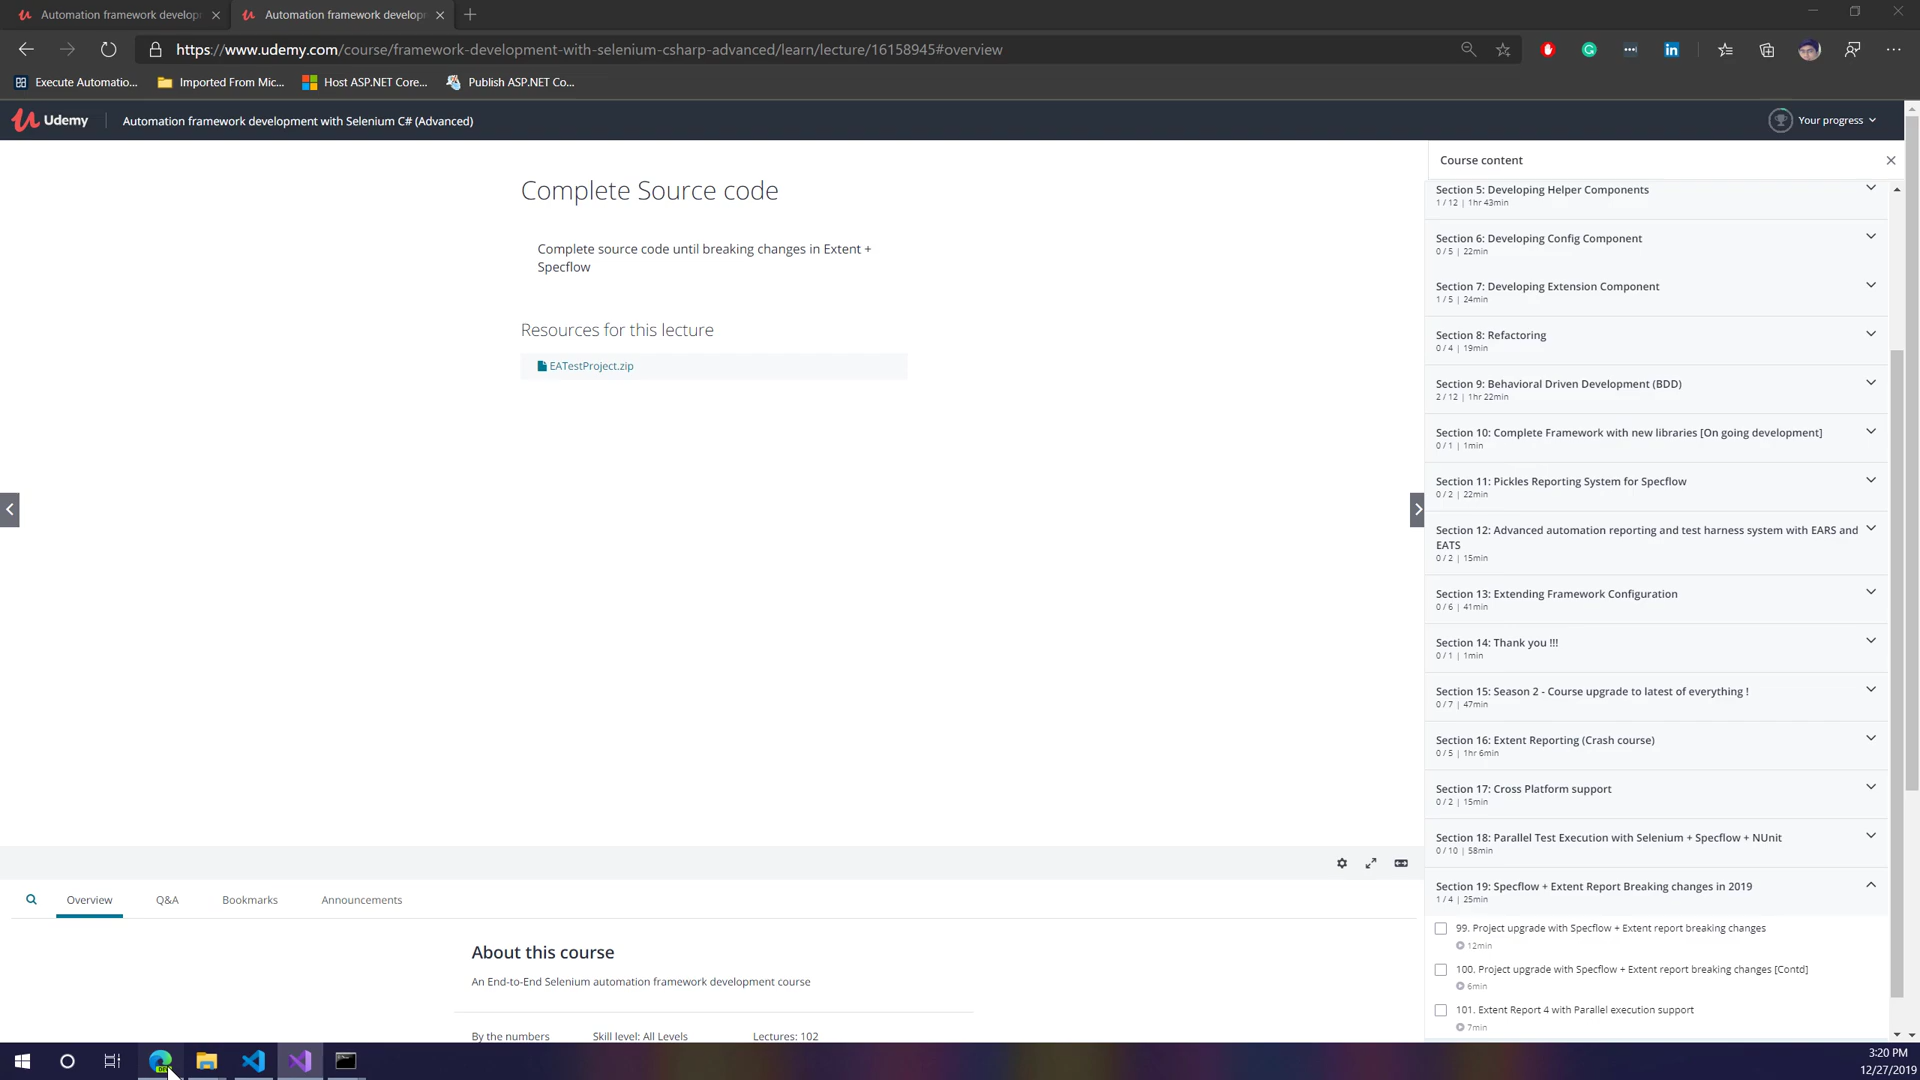 Automation framework develop
Automation framework develop
https://www.udemy.com/course/framework-development-with-selenium-csharp-advanced/learn/lecture/16158945#overview
Execute Automatio...
Imported From Mic...
Host ASP.NET Core...
Publish ASP.NET Co...
Udemy
Automation framework development with Selenium C# (Advanced)
Your progress
Complete Source code
Complete source code until breaking changes in Extent +
Specflow
Resources for this lecture
EATestProject.zip
Course content
Section 5: Developing Helper Components
1 / 12 | 1hr 43min
Section 6: Developing Config Component
0 / 5 | 22min
Section 7: Developing Extension Component
1 / 5 | 24min
Section 8: Refactoring
0 / 4 | 19min
Section 9: Behavioral Driven Development (BDD)
2 / 12 | 1hr 22min
Section 10: Complete Framework with new libraries [On going development]
0 / 1 | 1min
Section 11: Pickles Reporting System for Specflow
0 / 2 | 22min
Section 12: Advanced automation reporting and test harness system with EARS and
EATS
0 / 2 | 15min
Section 13: Extending Framework Configuration
0 / 6 | 41min
Section 14: Thank you !!!
0 / 1 | 1min
Section 15: Season 2 - Course upgrade to latest of everything !
0 / 7 | 47min
Section 16: Extent Reporting (Crash course)
0 / 5 | 1hr 6min
Section 17: Cross Platform support
0 / 2 | 15min
Section 18: Parallel Test Execution with Selenium + Specflow + NUnit
0 / 10 | 58min
Section 19: Specflow + Extent Report Breaking changes in 2019
1 / 4 | 25min
99. Project upgrade with Specflow + Extent report breaking changes
12min
100. Project upgrade with Specflow + Extent report breaking changes [Contd]
6min
101. Extent Report 4 with Parallel execution support
7min
Overview
Q&A
Bookmarks
Announcements
About this course
An End-to-End Selenium automation framework development course
By the numbers
Skill level: All Levels
Lectures: 102
3:20 PM
12/27/2019